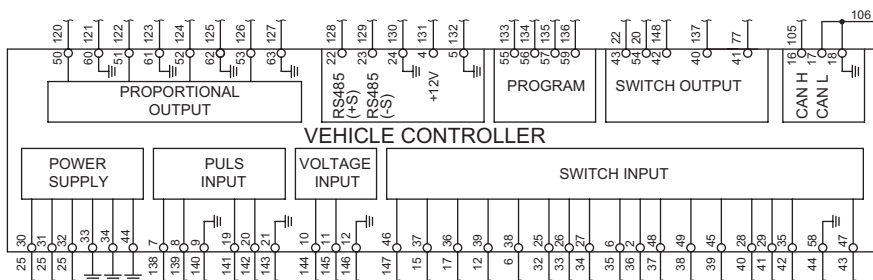 120 121 122 123 124 125 126 127 128 129 130 131 132 133 134 135 136 22 20 148 137 77 105 106
50 60 51 61 52 62 53 63 22 23 24 4 5 55 56 57 59 43 54 42 40 41 16 17 18
RS485 (+S)
RS485 (-S)
+12V
CAN H
CAN L
PROPORTIONAL
OUTPUT
PROGRAM
SWITCH OUTPUT
VEHICLE CONTROLLER
POWER
SUPPLY
PULS
INPUT
VOLTAGE
INPUT
SWITCH INPUT
30 31 32 33 34 44 7 8 9 19 20 21 10 11 12 46 37 36 39 38 25 26 27 6 2 48 49 45 28 29 35 58 47
25 25 25 138 139 140 141 142 143 144 145 146 147 15 17 12 6 32 33 34 35 36 37 38 39 40 41 42 44 43